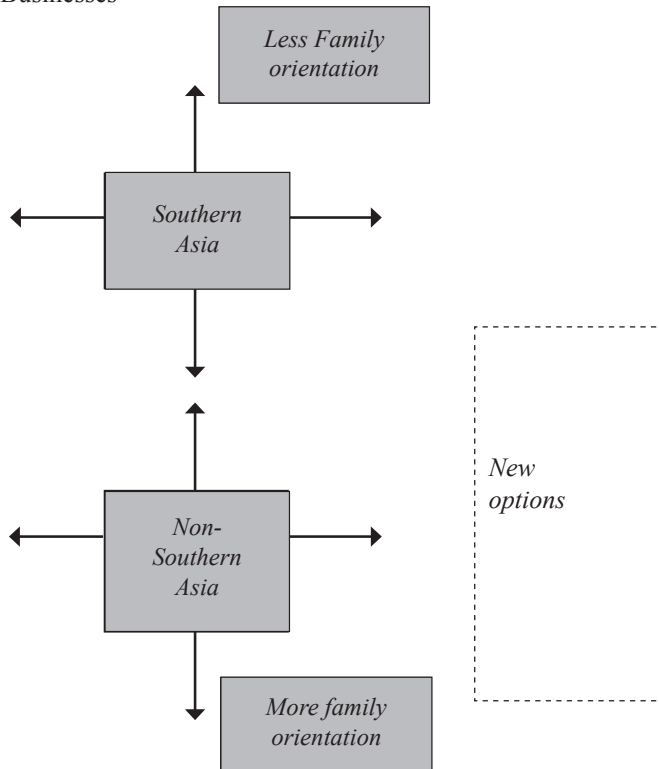 Businesses
Less Family
orientation
Southern
Asia
New
options
Non-
Southern
Asia
More family
orientation